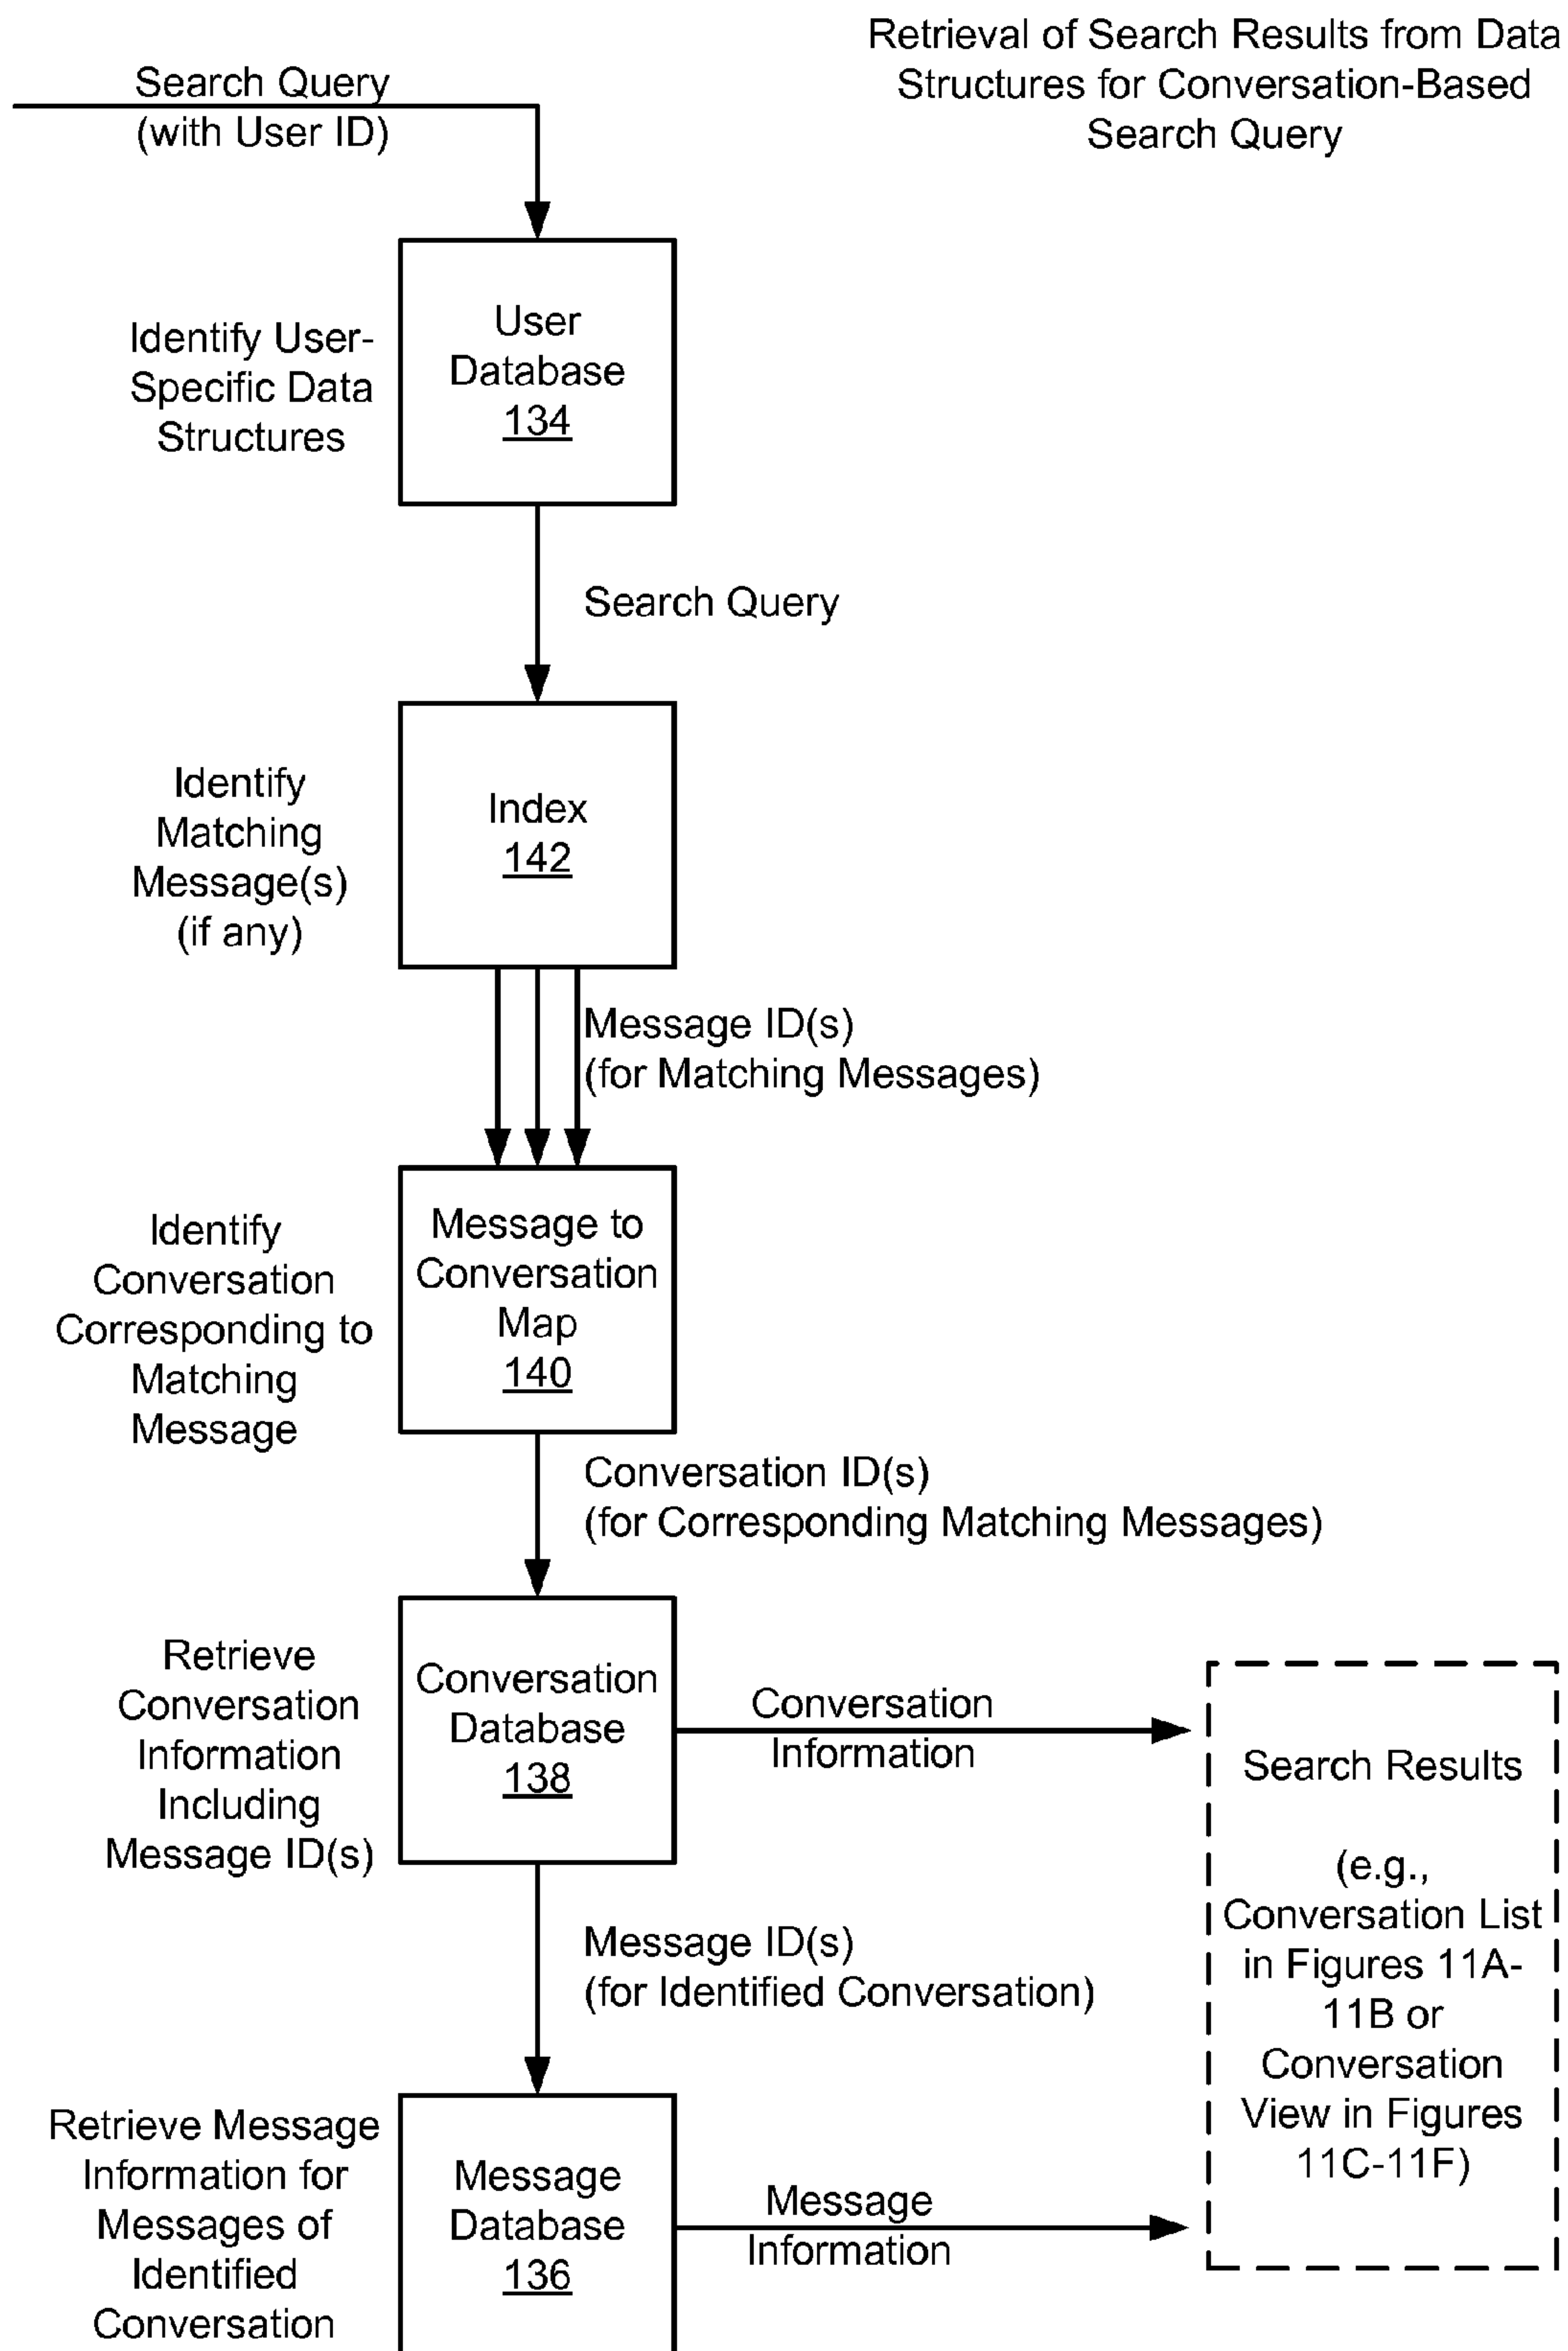 Retrieval of Search Results from Data
Structures for Conversation-Based
Search Query
Search Query
(with User ID)
Identify User-
Specific Data
Structures
User
Database
134
Search Query
Identify
Matching
Message(s)
(if any)
Index
142
Message ID(s)
(for Matching Messages)
Identify
Conversation
Corresponding to
Matching
Message
Message to
Conversation
Map
140
Conversation ID(s)
(for Corresponding Matching Messages)
Retrieve
Conversation
Information
Including
Message ID(s)
Conversation
Database
138
Conversation
Information
Search Results
(e.g.,
Conversation List
in Figures 11A-
11B or
Conversation
View in Figures
11C-11F)
Message ID(s)
(for Identified Conversation)
Retrieve Message
Information for
Messages of
Identified
Conversation
Message
Database
136
Message
Information